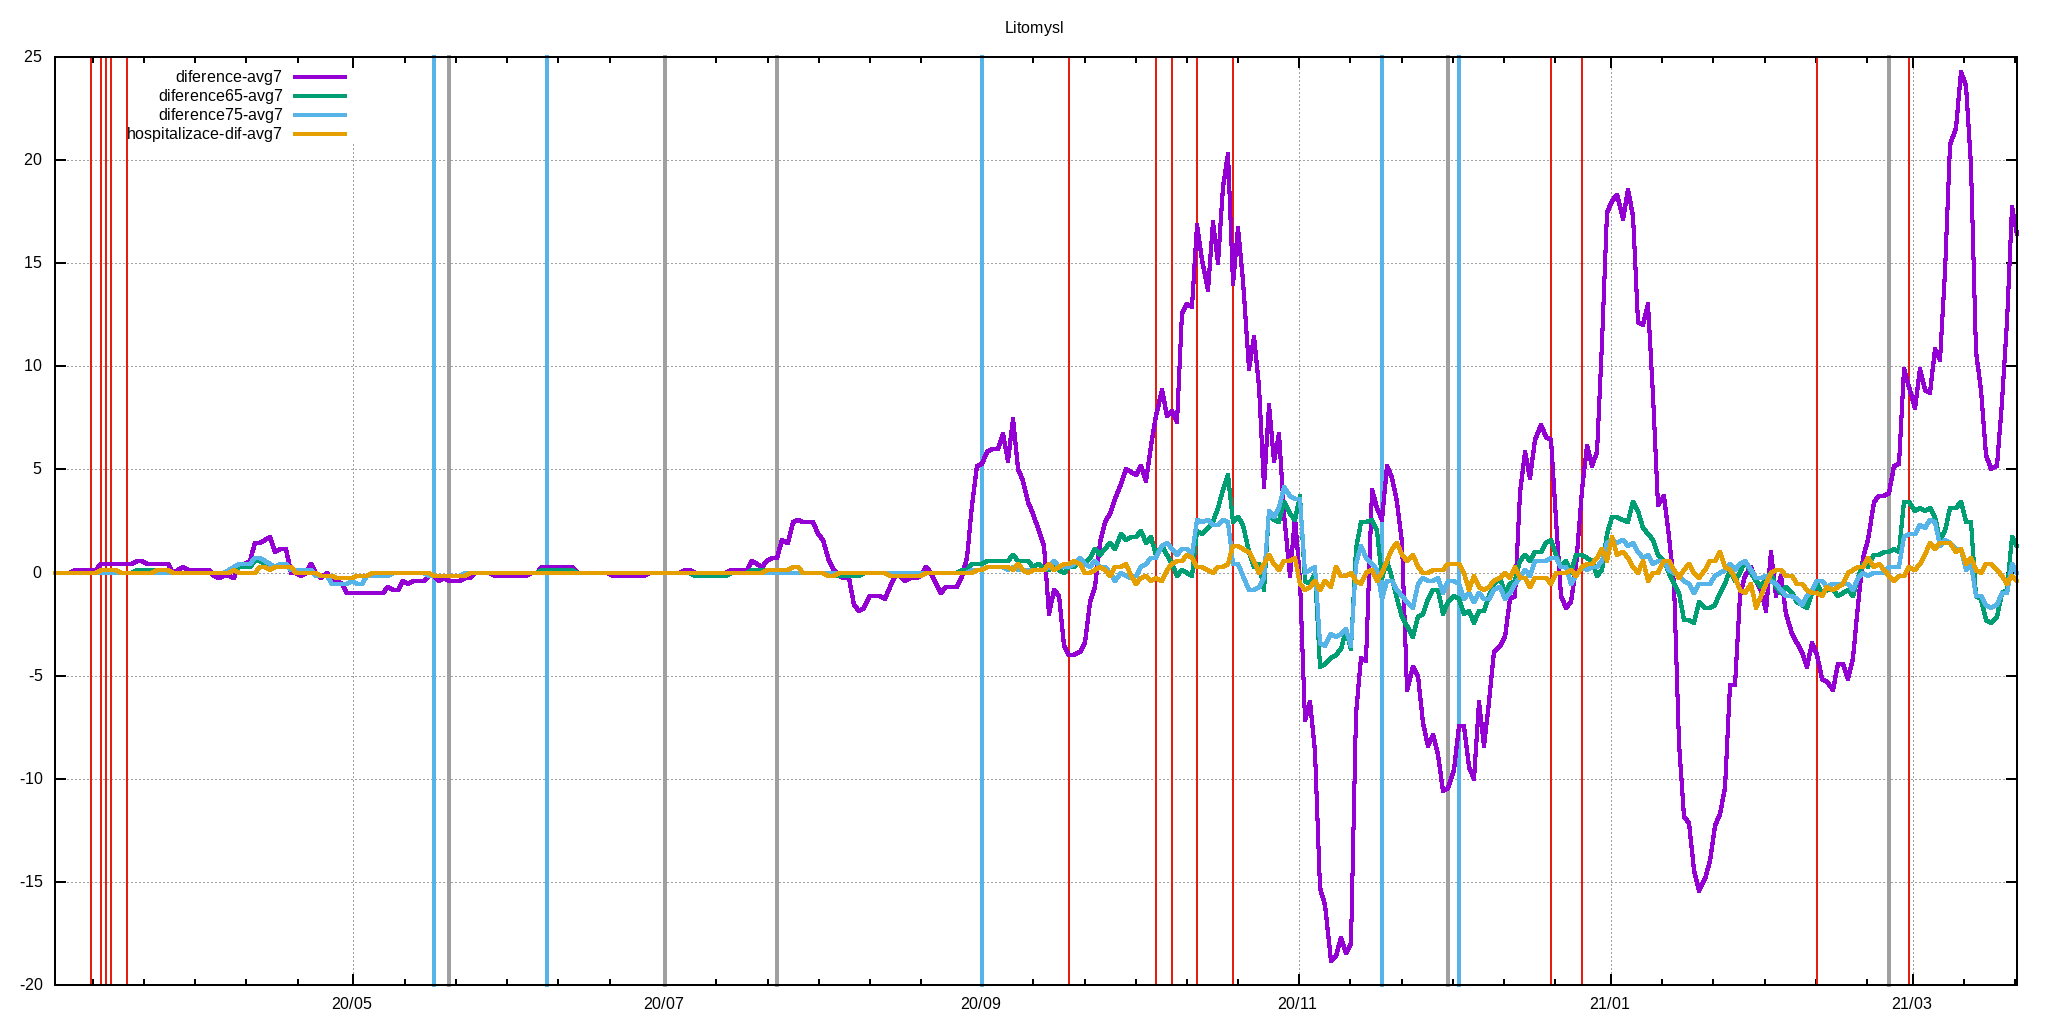 Litomysl
25
diference-avg7
diference65-avg7
diference75-avg7
hospitalizace-dif-avg7
20
15
10
5
0
-5
-10
-15
-20
20/05 20/07 20/09 20/11 21/01 21/03